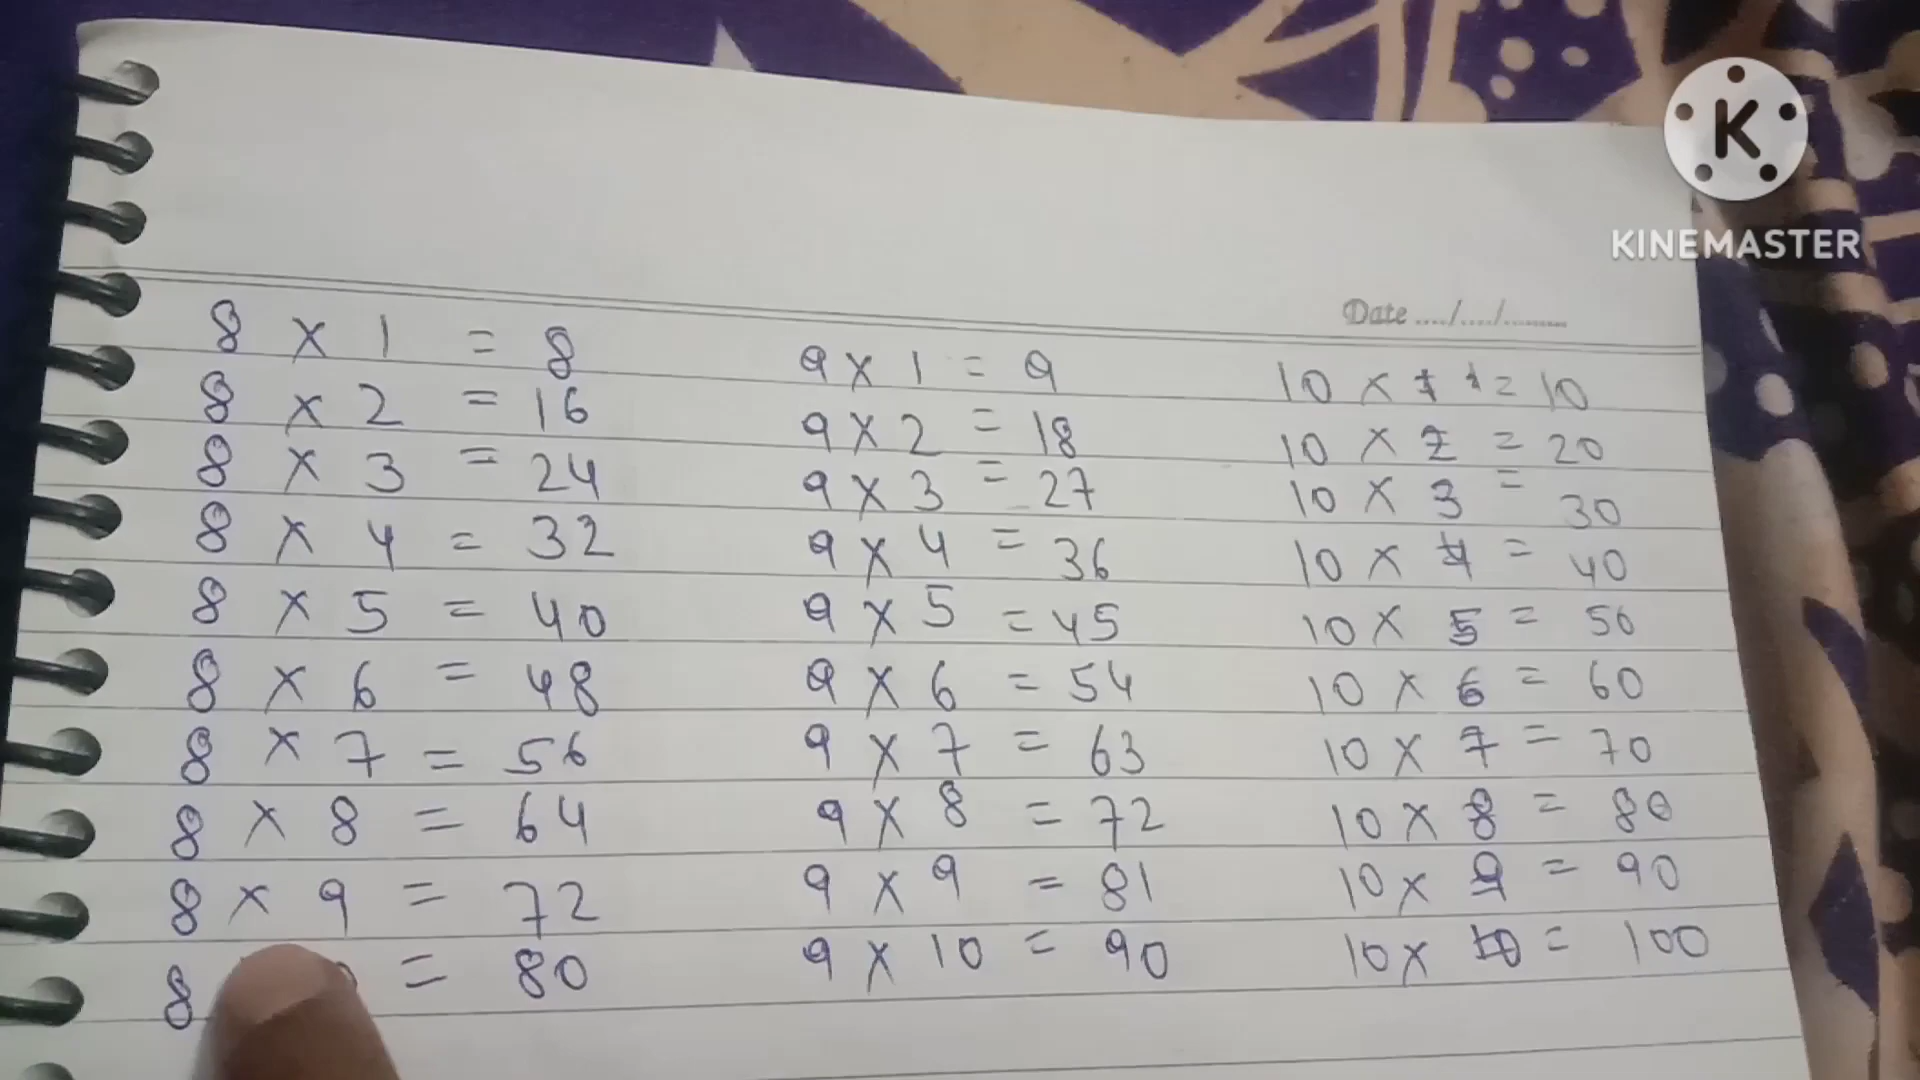 K
KINEMASTER
Date ..../..../.........
8 × 1 = 8
8 × 2 = 16
8 × 3 = 24
8 × 4 = 32
8 × 5 = 40
8 × 6 = 48
8 × 7 = 56
8 × 8 = 64
8 × 9 = 72
8 0 = 80
9 × 1 = 9
9 × 2 = 18
9 × 3 = 27
9 × 4 = 36
9 × 5 = 45
9 × 6 = 54
9 × 7 = 63
9 × 8 = 72
9 × 9 = 81
9 × 10 = 90
10 × 1 1 = 10
10 × 2 = 20
10 × 3 = 30
10 × 4 = 40
10 × 5 = 50
10 × 6 = 60
10 × 7 = 70
10 × 8 = 80
10 × 9 = 90
10 × 10 = 100